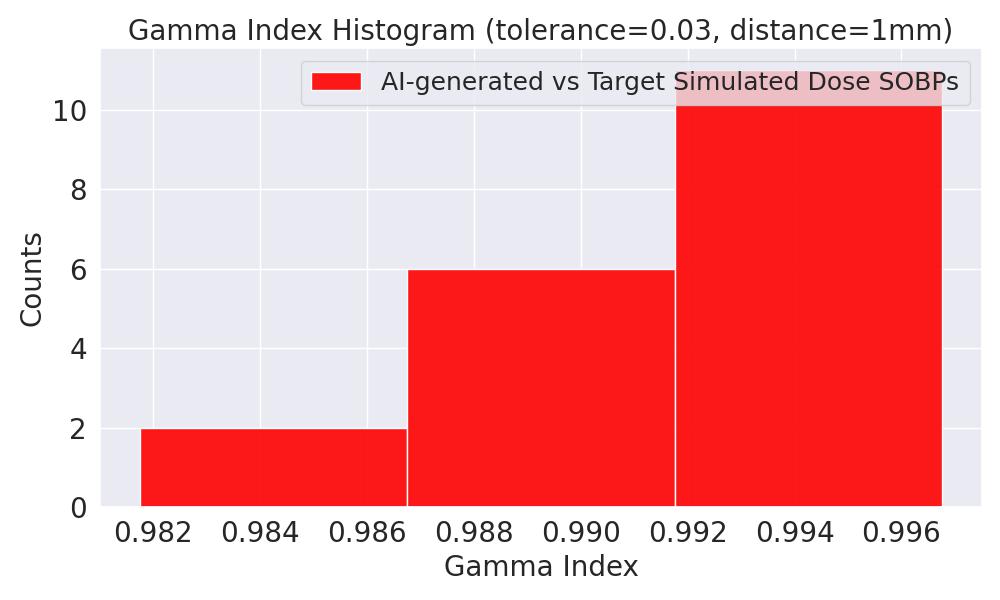 Gamma Index Histogram (tolerance=0.03, distance=1mm)
AI-generated vs Target Simulated Dose SOBPs
Counts
10
8
6
4
2
0
0.982 0.984 0.986 0.988 0.990 0.992 0.994 0.996
Gamma Index